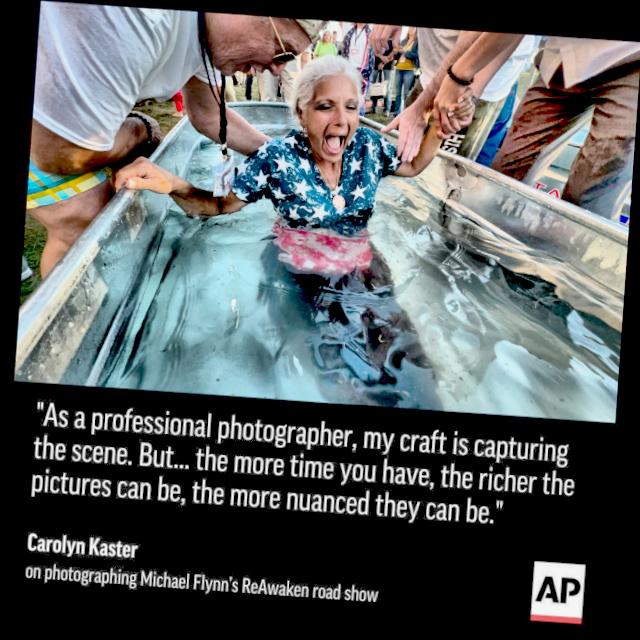 "As a professional photographer, my craft is capturing
the scene. But... the more time you have, the richer the
pictures can be, the more nuanced they can be."
Carolyn Kaster
on photographing Michael Flynn's ReAwaken road show
AP